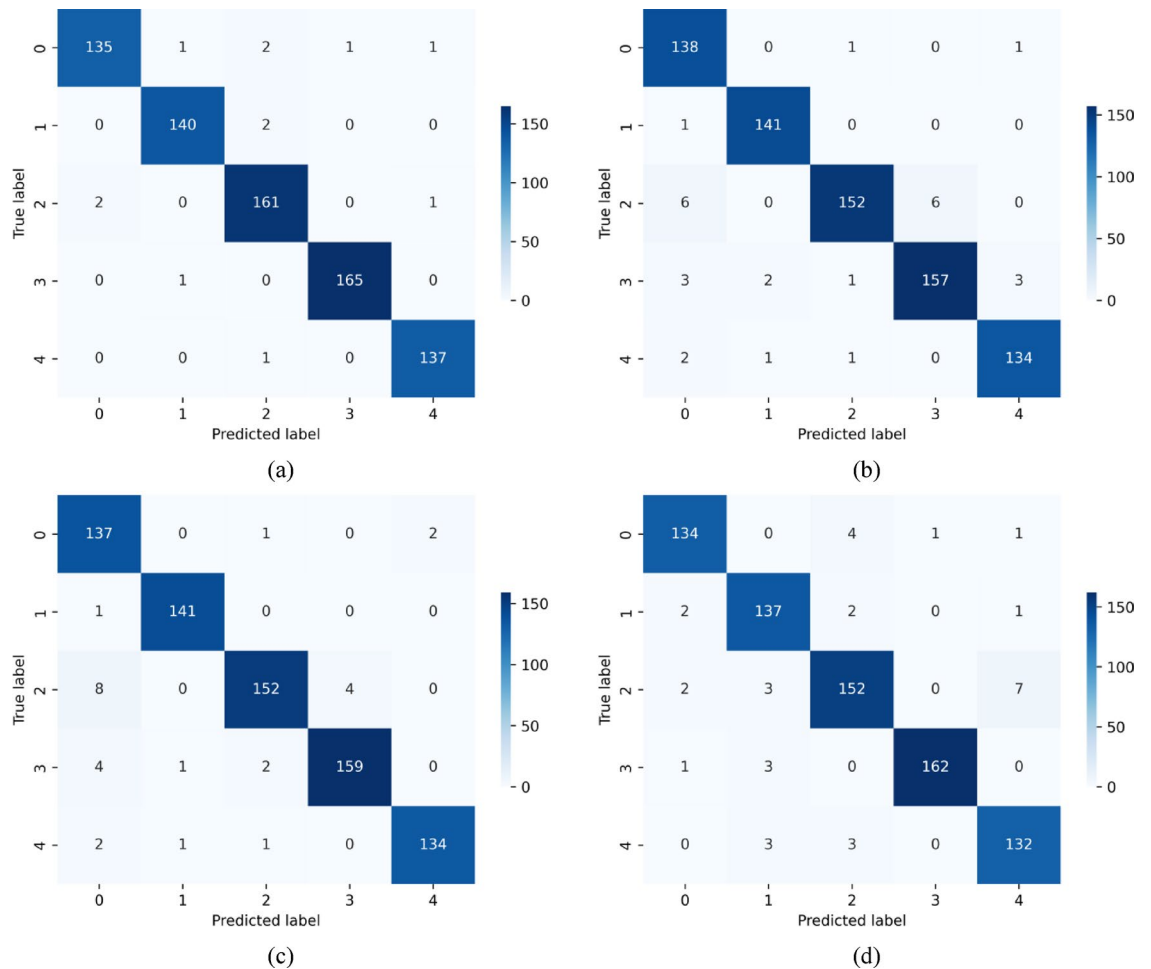 0 135 1 2 1 1
1 0 140 2 0 0
2 2 0 161 0 1
3 0 1 0 165 0
4 0 0 1 0 137
0 1 2 3 4
True label
Predicted label
150
100
50
0
(a)
0 138 0 1 0 1
1 1 141 0 0 0
2 6 0 152 6 0
3 3 2 1 157 3
4 2 1 1 0 134
0 1 2 3 4
True label
Predicted label
150
100
50
0
(b)
0 137 0 1 0 2
1 1 141 0 0 0
2 8 0 152 4 0
3 4 1 2 159 0
4 2 1 1 0 134
0 1 2 3 4
True label
Predicted label
150
100
50
0
(c)
0 134 0 4 1 1
1 2 137 2 0 1
2 2 3 152 0 7
3 1 3 0 162 0
4 0 3 3 0 132
0 1 2 3 4
True label
Predicted label
150
100
50
0
(d)